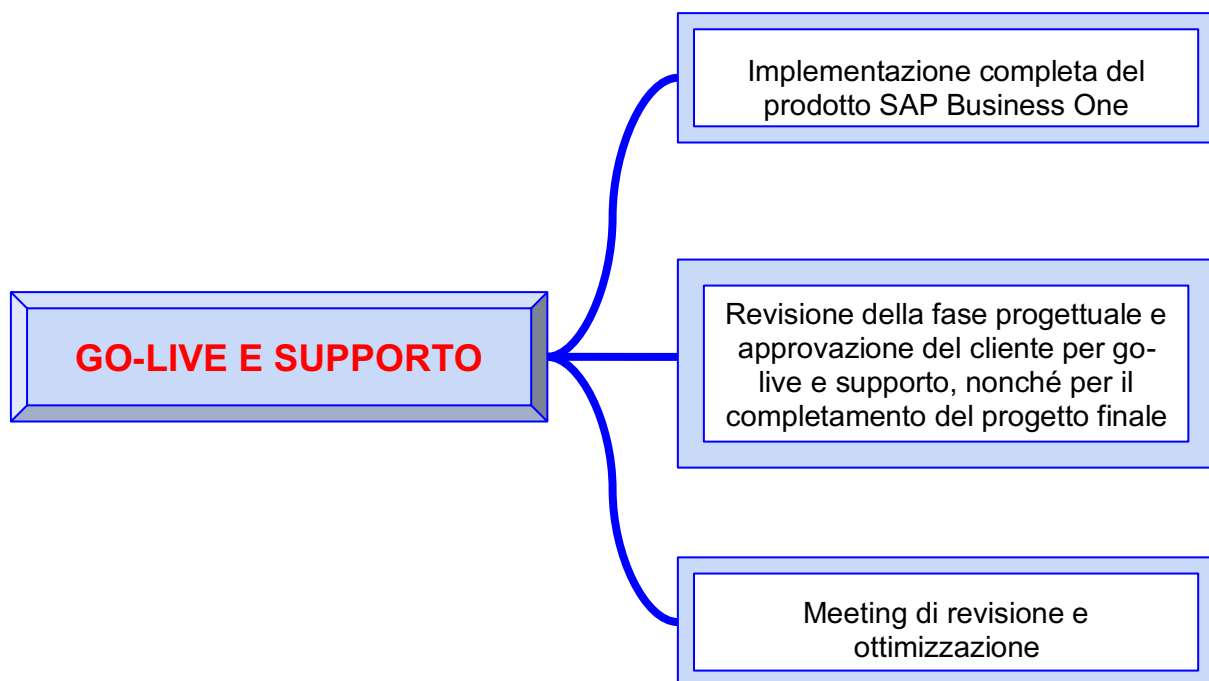 Implementazione completa del
prodotto SAP Business One
GO-LIVE E SUPPORTO
Revisione della fase progettuale e
approvazione del cliente per go-
live e supporto, nonché per il
completamento del progetto finale
Meeting di revisione e
ottimizzazione